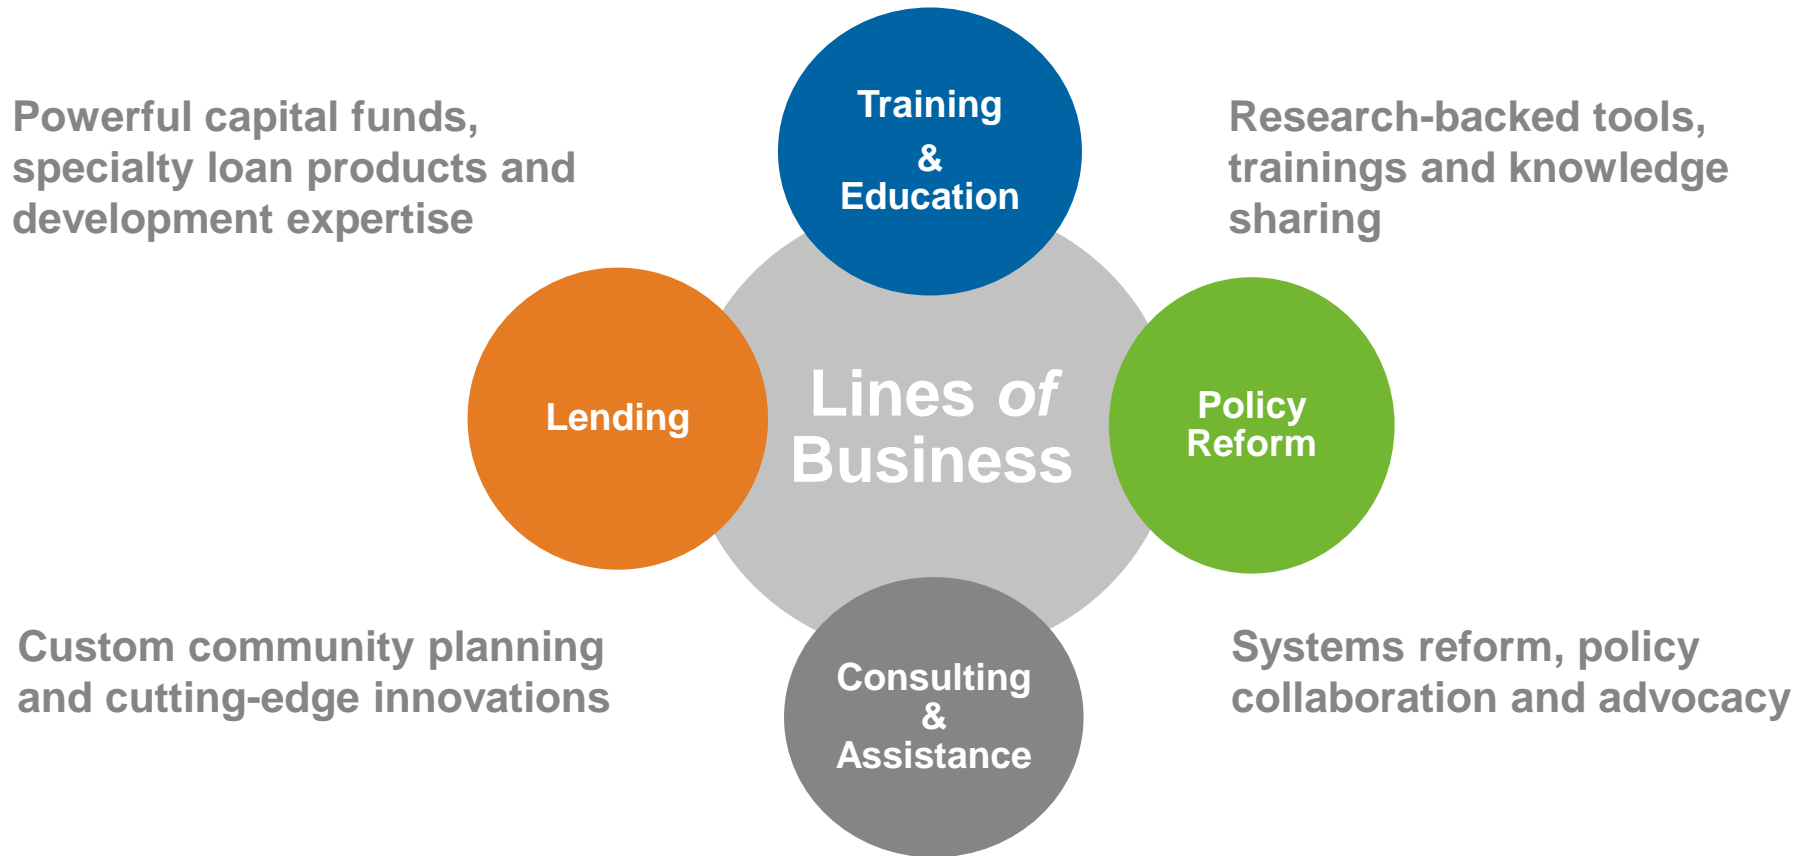 Training
&
Education
Powerful capital funds,
specialty loan products and
development expertise
Research-backed tools,
trainings and knowledge
sharing
Lending
Lines of
Business
Policy
Reform
Custom community planning
and cutting-edge innovations
Consulting
&
Assistance
Systems reform, policy
collaboration and advocacy